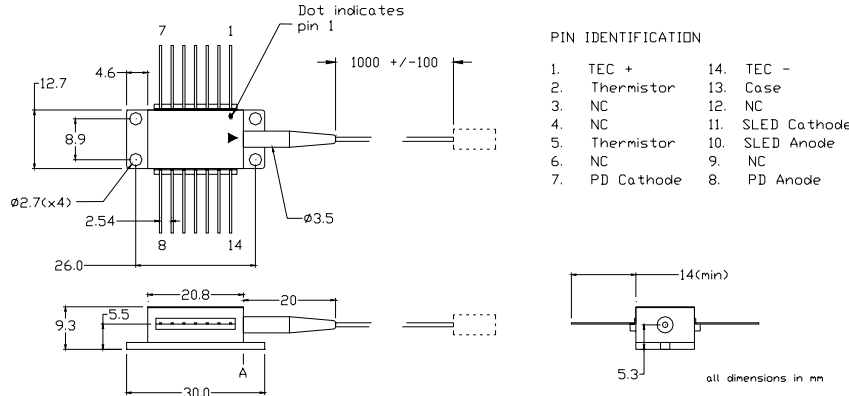 Dot indicates
pin 1
7
1
4.6
12.7
8.9
1000 +/-100
Ø2.7(x4)
2.54
Ø3.5
8
14
26.0
PIN IDENTIFICATION
1. TEC + 14. TEC -
2. Thermistor 13. Case
3. NC 12. NC
4. NC 11. SLED Cathode
5. Thermistor 10. SLED Anode
6. NC 9. NC
7. PD Cathode 8. PD Anode
20.8
20
5.5
9.3
A
30.0
14(min)
5.3
all dimensions in mm